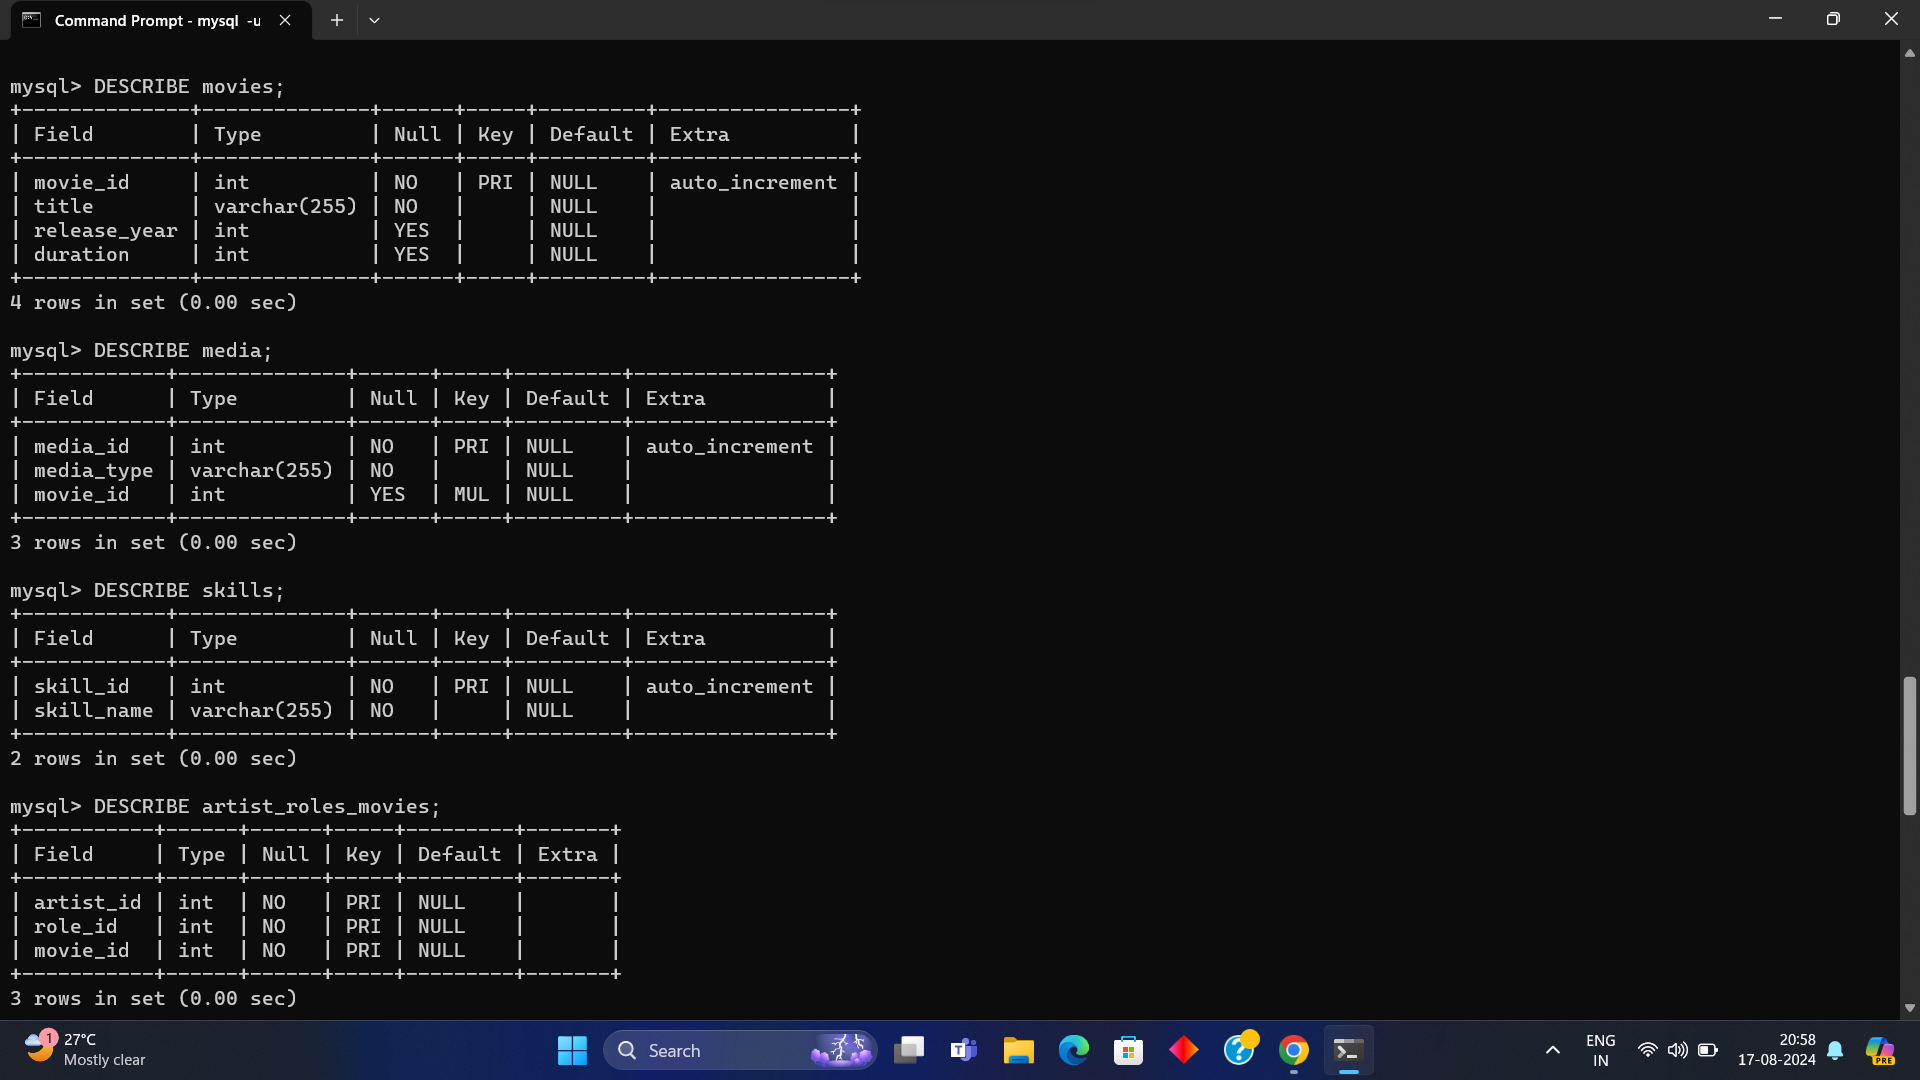 Command Prompt - mysql -u
mysql> DESCRIBE movies;
+--------------+--------------+------+-----+---------+----------------+
| Field        | Type         | Null | Key | Default | Extra          |
+--------------+--------------+------+-----+---------+----------------+
| movie_id     | int          | NO   | PRI | NULL    | auto_increment |
| title        | varchar(255) | NO   |     | NULL    |                |
| release_year | int          | YES  |     | NULL    |                |
| duration     | int          | YES  |     | NULL    |                |
+--------------+--------------+------+-----+---------+----------------+
4 rows in set (0.00 sec)
mysql> DESCRIBE media;
+------------+--------------+------+-----+---------+----------------+
| Field      | Type         | Null | Key | Default | Extra          |
+------------+--------------+------+-----+---------+----------------+
| media_id   | int          | NO   | PRI | NULL    | auto_increment |
| media_type | varchar(255) | NO   |     | NULL    |                |
| movie_id   | int          | YES  | MUL | NULL    |                |
+------------+--------------+------+-----+---------+----------------+
3 rows in set (0.00 sec)
mysql> DESCRIBE skills;
+------------+--------------+------+-----+---------+----------------+
| Field      | Type         | Null | Key | Default | Extra          |
+------------+--------------+------+-----+---------+----------------+
| skill_id   | int          | NO   | PRI | NULL    | auto_increment |
| skill_name | varchar(255) | NO   |     | NULL    |                |
+------------+--------------+------+-----+---------+----------------+
2 rows in set (0.00 sec)
mysql> DESCRIBE artist_roles_movies;
+-----------+------+------+-----+---------+-------+
| Field     | Type | Null | Key | Default | Extra |
+-----------+------+------+-----+---------+-------+
| artist_id | int  | NO   | PRI | NULL    |       |
| role_id   | int  | NO   | PRI | NULL    |       |
| movie_id  | int  | NO   | PRI | NULL    |       |
+-----------+------+------+-----+---------+-------+
3 rows in set (0.00 sec)
1
27°C
Mostly clear
Search
T
?
PRE
ENG
IN
20:58
17-08-2024